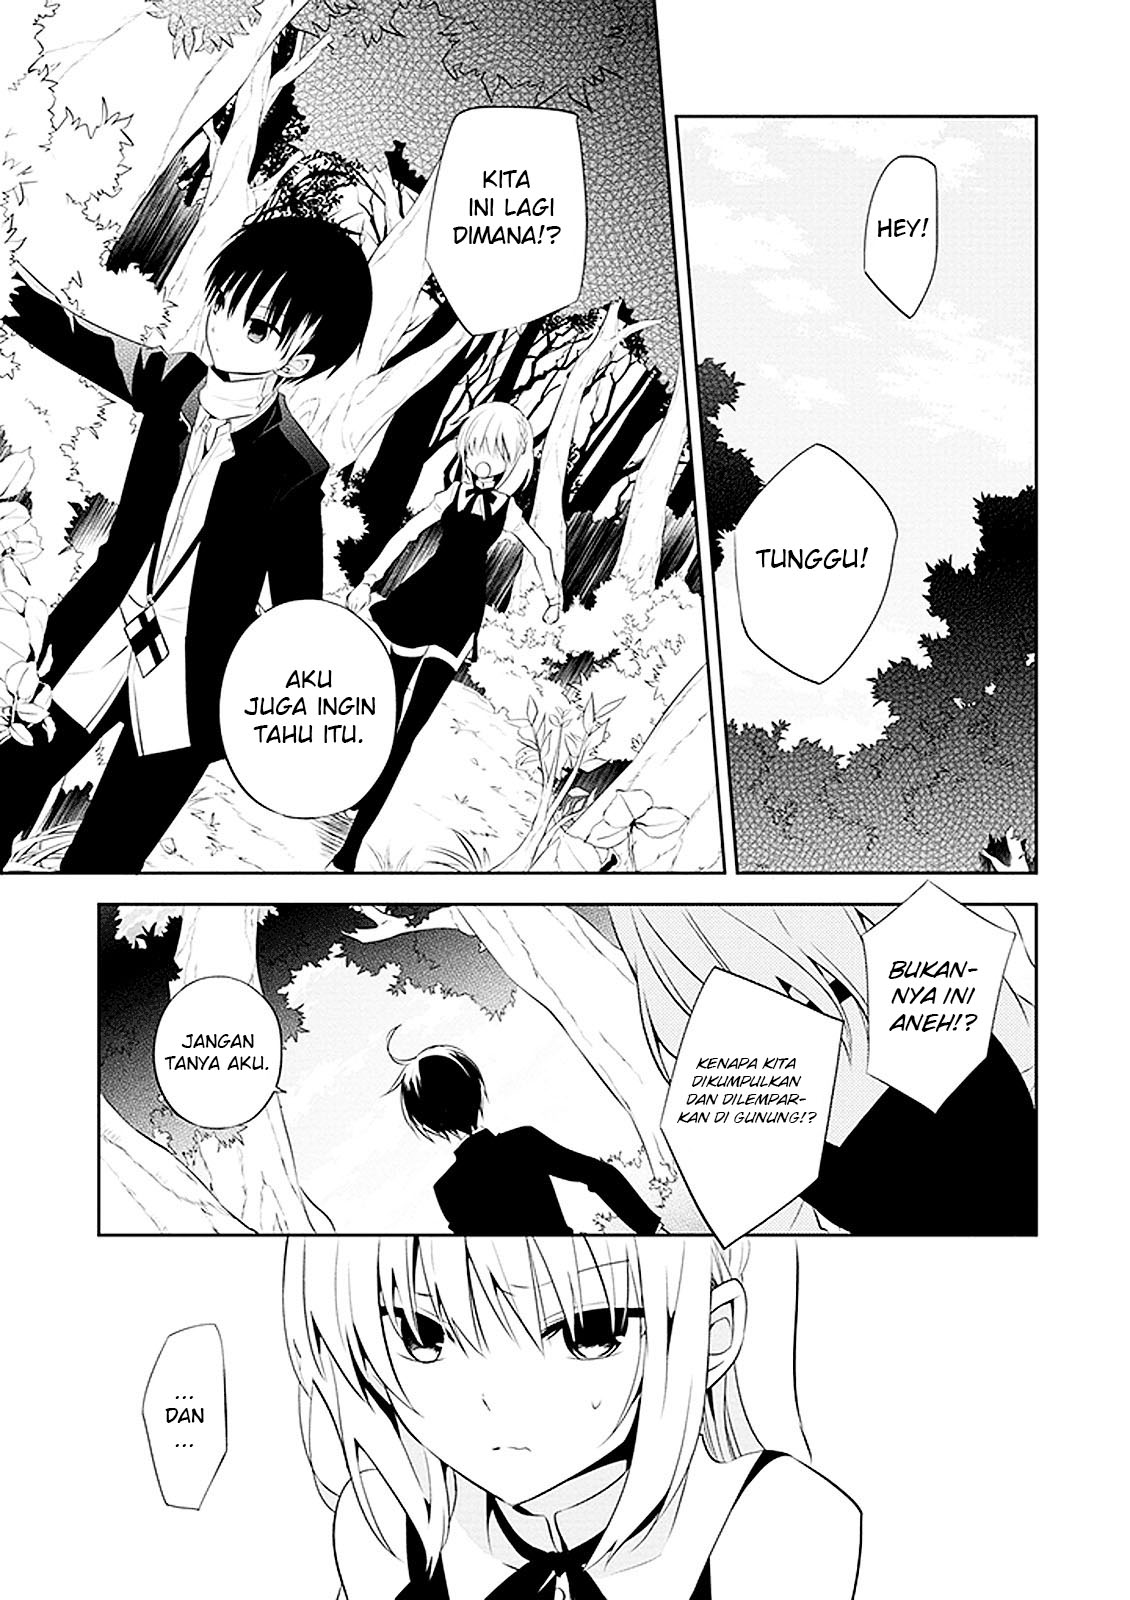 HEY!
TUNGGU!
KITA
INI LAGI
DIMANA!?
AKU
JUGA INGIN
TAHU ITU.
BUKAN-
NYA INI
ANEH!?
KENAPA KITA
DIKUMPULKAN
DAN DILEMPAR-
KAN DI GUNUNG!?
JANGAN
TANYA AKU.
...
DAN
...